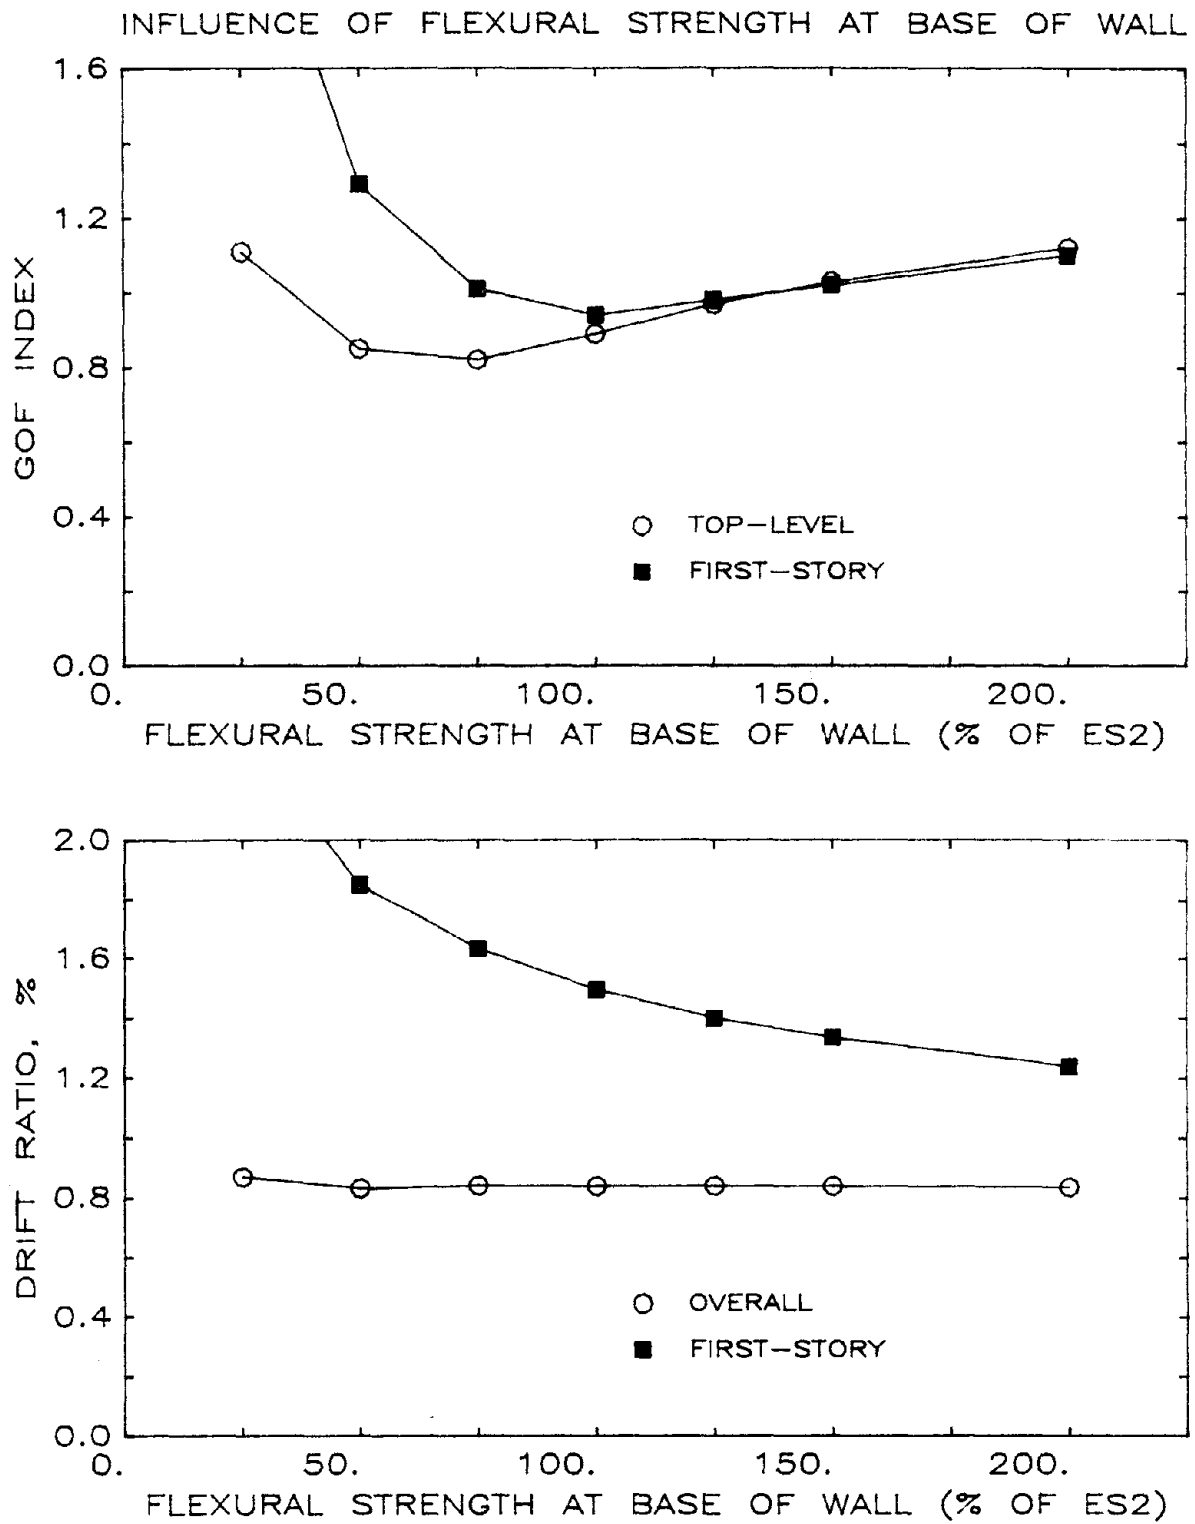 INFLUENCE OF FLEXURAL STRENGTH AT BASE OF WALL
1.6
1.2
0.8
0.4
0.0
GOF INDEX
TOP-LEVEL
FIRST-STORY
0. 50. 100. 150. 200.
FLEXURAL STRENGTH AT BASE OF WALL (% OF ES2)
2.0
1.6
1.2
0.8
0.4
0.0
DRIFT RATIO, %
OVERALL
FIRST-STORY
0. 50. 100. 150. 200.
FLEXURAL STRENGTH AT BASE OF WALL (% OF ES2)